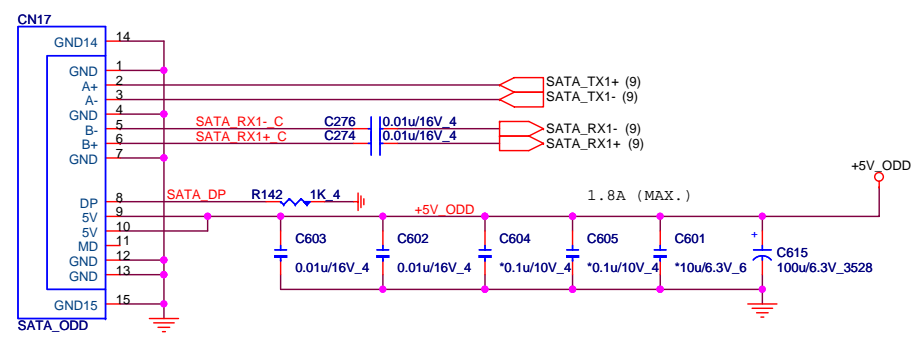 CN17
GND14 14
GND 1
A+ 2 SATA_TX1+ (9)
A- 3 SATA_TX1- (9)
GND 4
B- 5 SATA_RX1-_C C276 0.01u/16V_4 SATA_RX1- (9)
B+ 6 SATA_RX1+_C C274 0.01u/16V_4 SATA_RX1+ (9)
GND 7
+5V_ODD
DP 8 SATA_DP R142 1K_4 1.8A (MAX.)
5V 9 +5V_ODD
5V 10
MD 11
GND 12
GND 13
C603 C602 C604 C605 C601 + C615
0.01u/16V_4 0.01u/16V_4 *0.1u/10V_4 *0.1u/10V_4 *10u/6.3V_6 100u/6.3V_3528
GND15 15
SATA_ODD